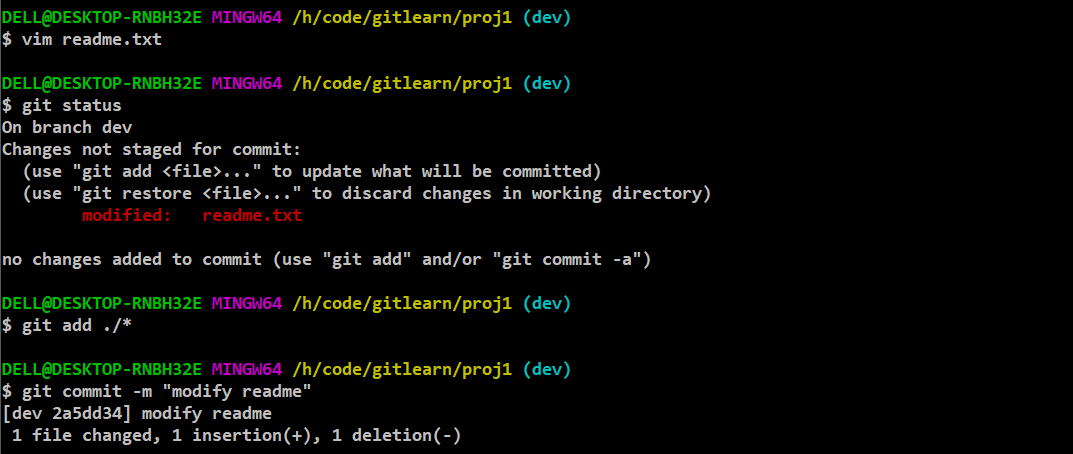 DELL@DESKTOP-RNBH32E MINGW64 /h/code/gitlearn/proj1 (dev)
$ vim readme.txt
DELL@DESKTOP-RNBH32E MINGW64 /h/code/gitlearn/proj1 (dev)
$ git status
On branch dev
Changes not staged for commit:
  (use "git add <file>..." to update what will be committed)
  (use "git restore <file>..." to discard changes in working directory)
        modified:   readme.txt
no changes added to commit (use "git add" and/or "git commit -a")
DELL@DESKTOP-RNBH32E MINGW64 /h/code/gitlearn/proj1 (dev)
$ git add ./*
DELL@DESKTOP-RNBH32E MINGW64 /h/code/gitlearn/proj1 (dev)
$ git commit -m "modify readme"
[dev 2a5dd34] modify readme
 1 file changed, 1 insertion(+), 1 deletion(-)